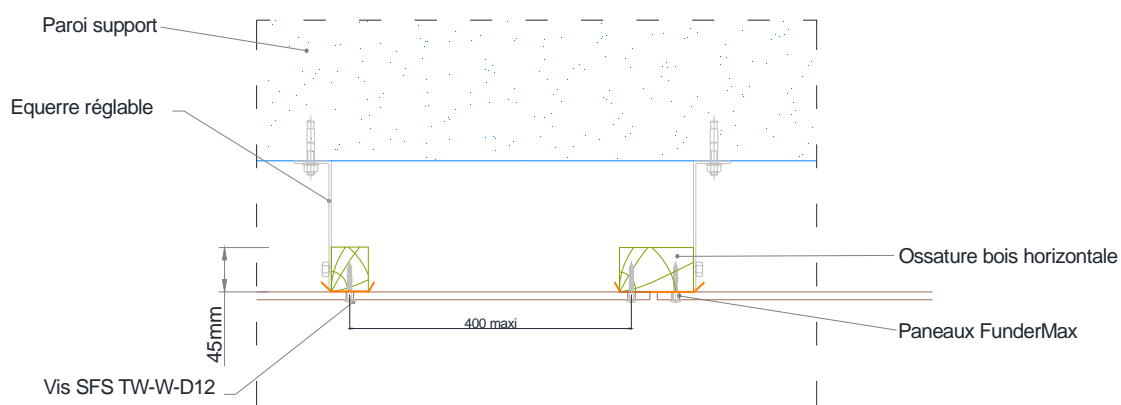 Paroi support
Equerre réglable
Ossature bois horizontale
400 maxi
Paneaux FunderMax
45mm
Vis SFS TW-W-D12